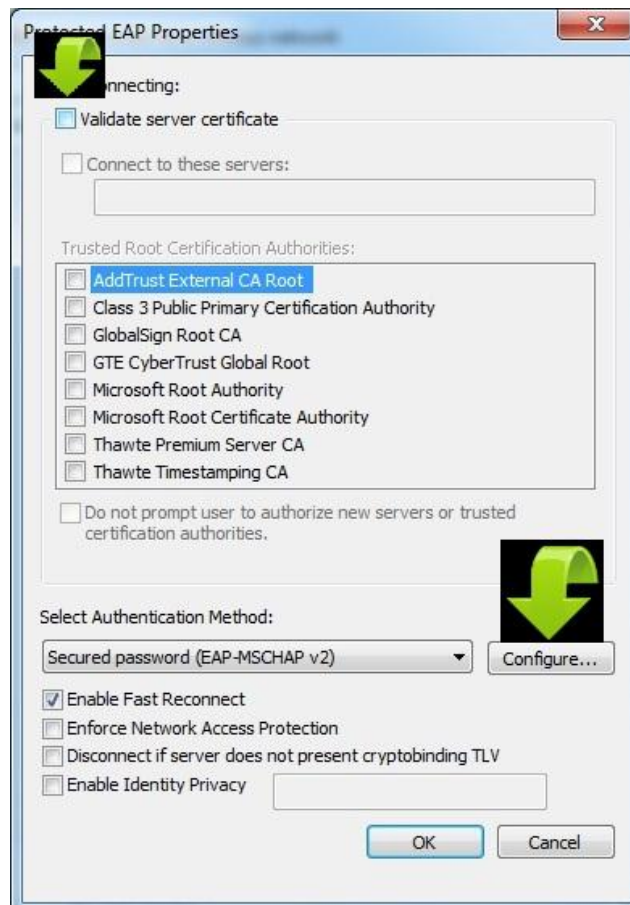 Protected EAP Properties
nnecting:
Validate server certificate
Connect to these servers:
Trusted Root Certification Authorities:
AddTrust External CA Root
Class 3 Public Primary Certification Authority
GlobalSign Root CA
GTE CyberTrust Global Root
Microsoft Root Authority
Microsoft Root Certificate Authority
Thawte Premium Server CA
Thawte Timestamping CA
Do not prompt user to authorize new servers or trusted
certification authorities.
Select Authentication Method:
Secured password (EAP-MSCHAP v2)
Configure...
Enable Fast Reconnect
Enforce Network Access Protection
Disconnect if server does not present cryptobinding TLV
Enable Identity Privacy
OK
Cancel